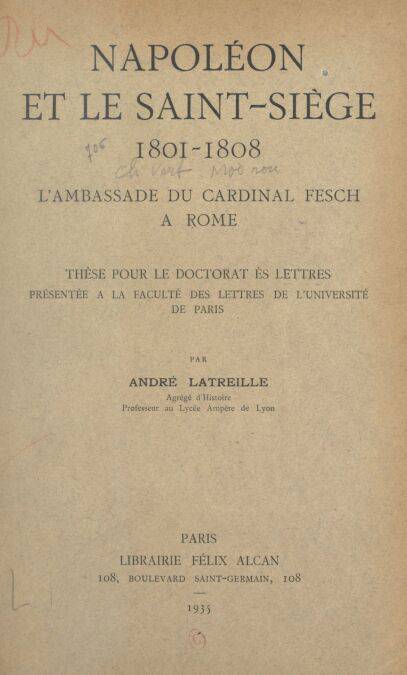 NAPOLÉON
ET LE SAINT-SIÈGE
1801-1808
L'AMBASSADE DU CARDINAL FESCH
A ROME
THÈSE POUR LE DOCTORAT ÈS LETTRES
PRÉSENTÉE A LA FACULTÉ DES LETTRES DE L'UNIVERSITÉ
DE PARIS
PAR
ANDRÉ LATREILLE
Agrégé d'Histoire
Professeur au Lycée Ampère de Lyon
PARIS
LIBRAIRIE FÉLIX ALCAN
108, BOULEVARD SAINT-GERMAIN, 108
1935